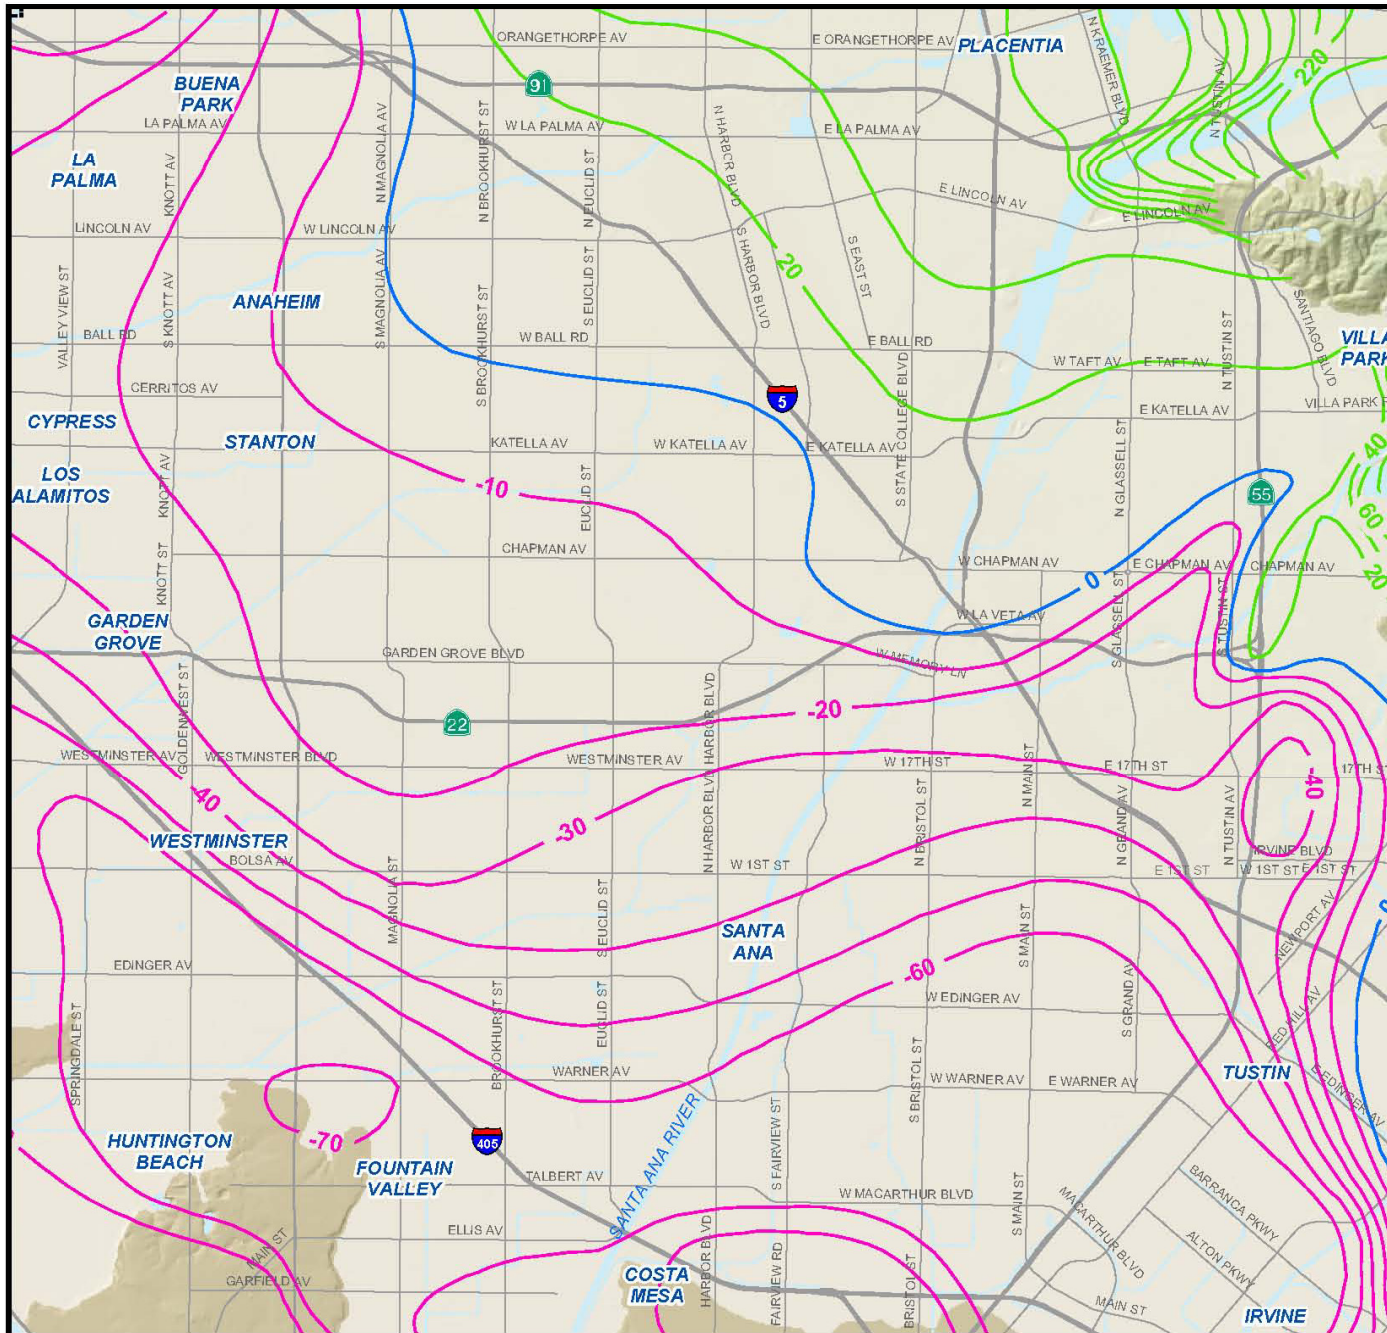 ORANGETHORPE AV
E ORANGETHORPE AV
PLACENTIA
N KRAEMER BLVD
N TUSTIN AV
220
BUENA
PARK
91
LA PALMA AV
W LA PALMA AV
E LA PALMA AV
N HARBOR BLVD
N MAGNOLIA AV
N BROOKHURST ST
N EUCLID ST
LA
PALMA
KNOTT AV
E LINCOLN AV
E LINCOLN AV
LINCOLN AV
W LINCOLN AV
S HARBOR BLVD
S EAST ST
20
VALLEY VIEW ST
S KNOTT AV
ANAHEIM
S MAGNOLIA AV
S BROOKHURST ST
S EUCLID ST
SANTIAGO BLVD
N TUSTIN ST
BALL RD
W BALL RD
E BALL RD
VILLA
PARK
W TAFT AV
E TAFT AV
CERRITOS AV
5
S STATE COLLEGE BLVD
E KATELLA AV
VILLA PARK R
CYPRESS
STANTON
KATELLA AV
W KATELLA AV
E KATELLA AV
N GLASSELL ST
40
LOS
ALAMITOS
KNOTT AV
-10
EUCLID ST
55
60
CHAPMAN AV
W CHAPMAN AV
E CHAPMAN AV
CHAPMAN AV
20
KNOTT ST
0
GARDEN
GROVE
W LA VETA AV
S GLASSELL ST
S TUSTIN ST
GARDEN GROVE BLVD
W MEMORY LN
GOLDENWEST ST
22
-20
HARBOR BLVD
WESTMINSTER AV
WESTMINSTER BLVD
WESTMINSTER AV
W 17TH ST
E 17TH ST
17TH ST
-40
-40
N HARBOR BLVD
N BRISTOL ST
N MAIN ST
N GRAND AV
N TUSTIN AV
-30
WESTMINSTER
BOLSA AV
IRVINE BLVD
W 1ST ST
E 1ST ST
W 1ST ST
E 1ST ST
MAGNOLIA ST
S EUCLID ST
SANTA
ANA
S MAIN ST
NEWPORT AV
0
EDINGER AV
-60
W EDINGER AV
S GRAND AV
SPRINGDALE ST
BROOKHURST ST
EUCLID ST
RED HILL AV
WARNER AV
S BRISTOL ST
W WARNER AV
E WARNER AV
TUSTIN
E EDINGER AV
-70
405
HUNTINGTON
BEACH
FOUNTAIN
VALLEY
TALBERT AV
SANTA ANA RIVER
S FAIRVIEW ST
W MACARTHUR BLVD
S MAIN ST
MACARTHUR BLVD
BARRANCA PKWY
ELLIS AV
MAIN ST
GARFIELD AV
COSTA
MESA
HARBOR BLVD
FAIRVIEW RD
BRISTOL ST
ALTON PKWY
MAIN ST
IRVINE